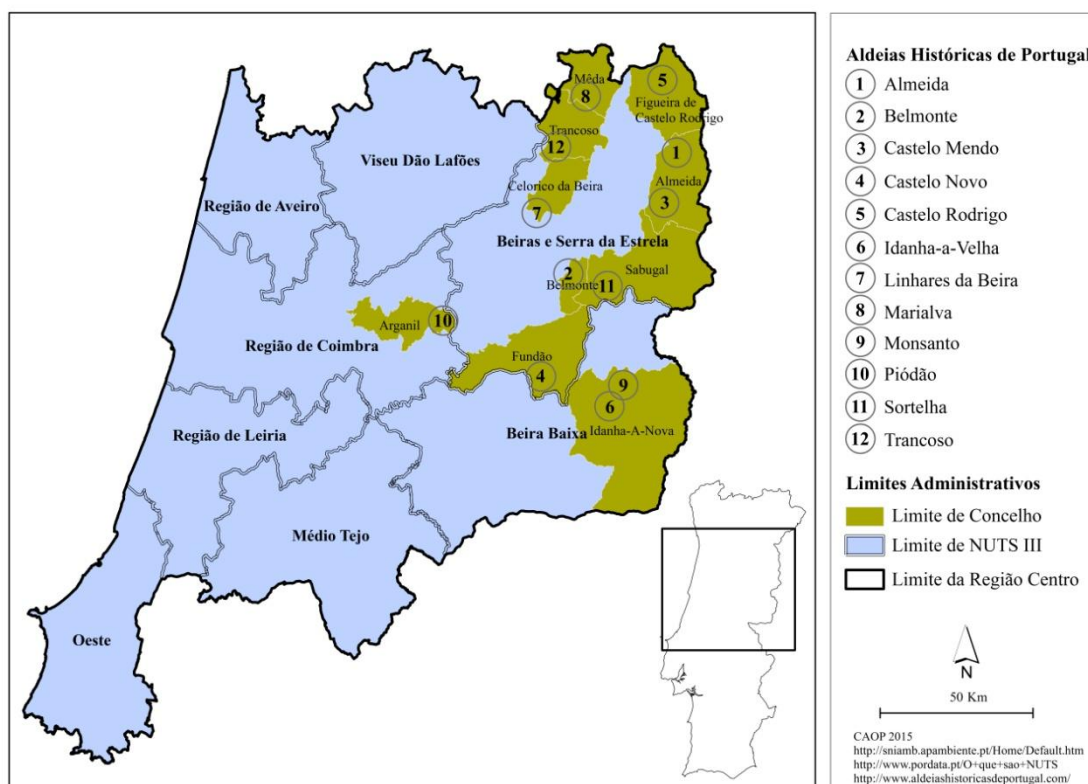 Mêda
8
5
Figueira de
Castelo Rodrigo
Trancoso
12
1
Viseu Dão Lafões
Celorico da Beira
Almeida
3
Região de Aveiro
7
Beiras e Serra da Estrela
2
Sabugal
Belmonte
11
Arganil
10
Região de Coimbra
Fundão
4
9
6
Região de Leiria
Beira Baixa
Idanha-A-Nova
Médio Tejo
Oeste
Aldeias Históricas de Portugal
1 Almeida
2 Belmonte
3 Castelo Mendo
4 Castelo Novo
5 Castelo Rodrigo
6 Idanha-a-Velha
7 Linhares da Beira
8 Marialva
9 Monsanto
10 Piódão
11 Sortelha
12 Trancoso
Limites Administrativos
Limite de Concelho
Limite de NUTS III
Limite da Região Centro
N
50 Km
CAOP 2015
http://sniamb.apambiente.pt/Home/Default.htm
http://www.pordata.pt/O+que+sao+NUTS
http://www.aldeiashistoricasdeportugal.com/